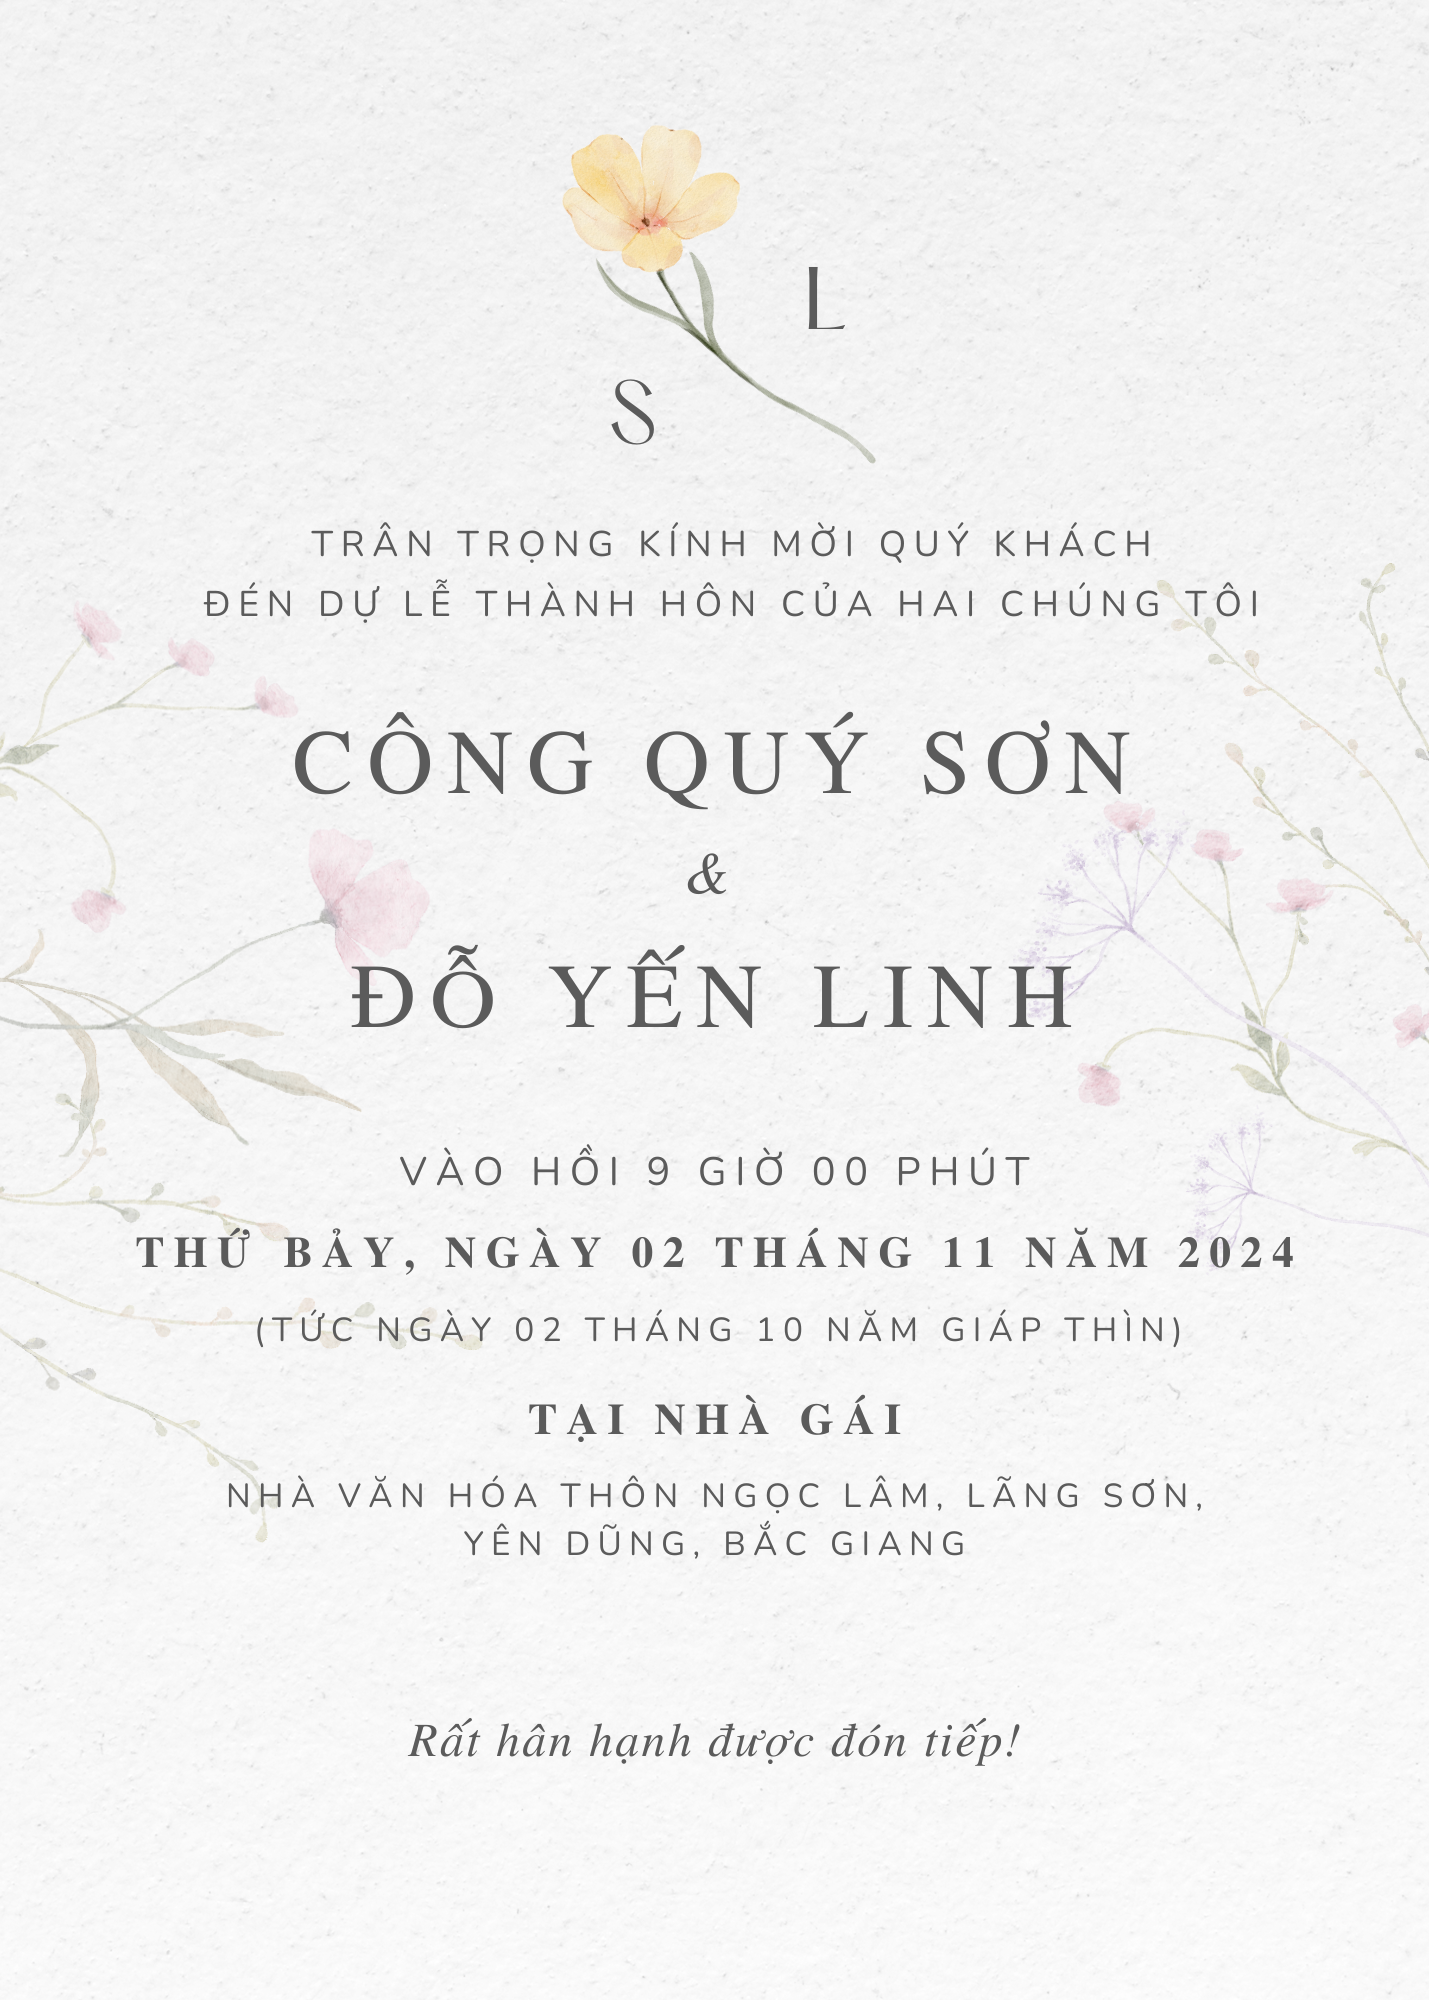 L
S
TRÂN TRỌNG KÍNH MỜI QUÝ KHÁCH
ĐÉN DỰ LỄ THÀNH HÔN CỦA HAI CHÚNG TÔI
CÔNG QUÝ SƠN
&
ĐỖ YẾN LINH
VÀO HỒI 9 GIỜ 00 PHÚT
THỨ BẢY, NGÀY 02 THÁNG 11 NĂM 2024
(TỨC NGÀY 02 THÁNG 10 NĂM GIÁP THÌN)
TẠI NHÀ GÁI
NHÀ VĂN HÓA THÔN NGỌC LÂM, LÃNG SƠN,
YÊN DŨNG, BẮC GIANG
Rất hân hạnh được đón tiếp!